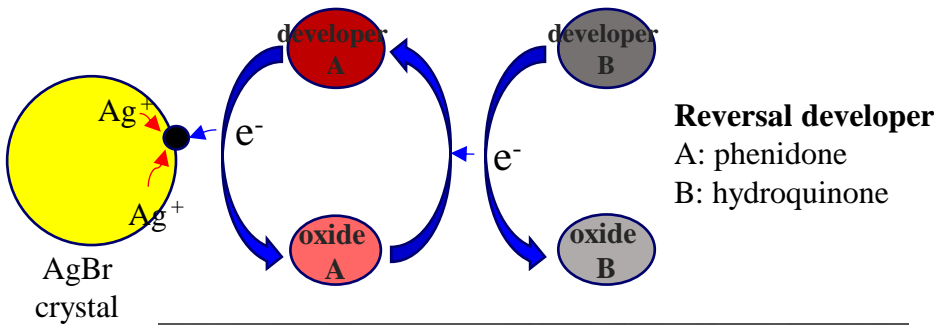 developer
A
developer
B
Ag⁺
e⁻
e⁻
Ag⁺
Reversal developer
A: phenidone
B: hydroquinone
oxide
A
oxide
B
AgBr
crystal